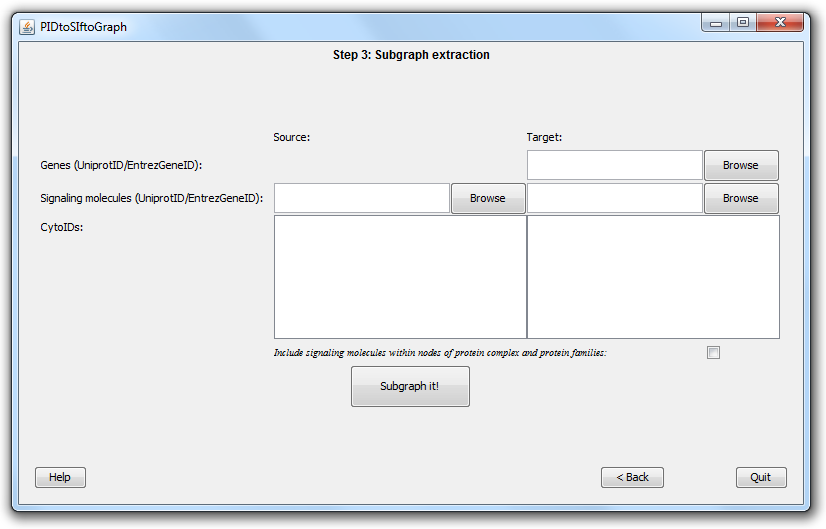 PIDtoSIftoGraph
Step 3: Subgraph extraction
Source: Target:
Genes (UniprotID/EntrezGeneID): Browse
Signaling molecules (UniprotID/EntrezGeneID): Browse Browse
CytoIDs:
Include signaling molecules within nodes of protein complex and protein families:
Subgraph it!
Help < Back Quit